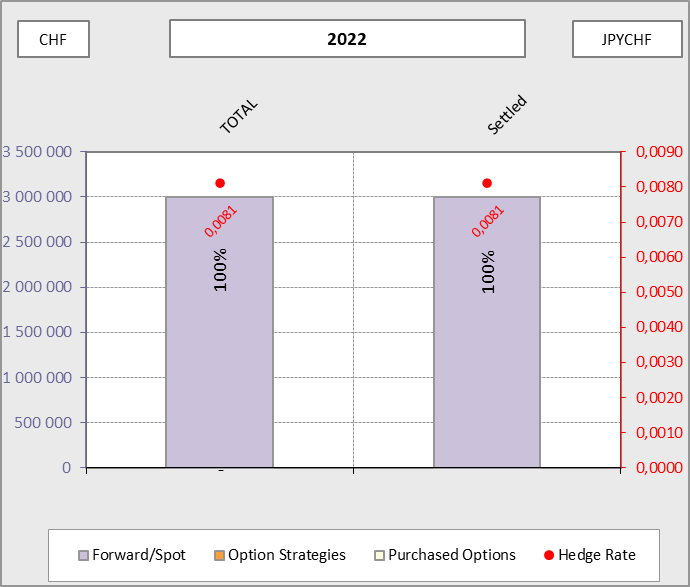 CHF
2022
JPYCHF
TOTAL
Settled
3 500 000
3 000 000
2 500 000
2 000 000
1 500 000
1 000 000
500 000
0
0,0081
100%
0,0081
100%
-
0,0090
0,0080
0,0070
0,0060
0,0050
0,0040
0,0030
0,0020
0,0010
0,0000
Forward/Spot
Option Strategies
Purchased Options
Hedge Rate